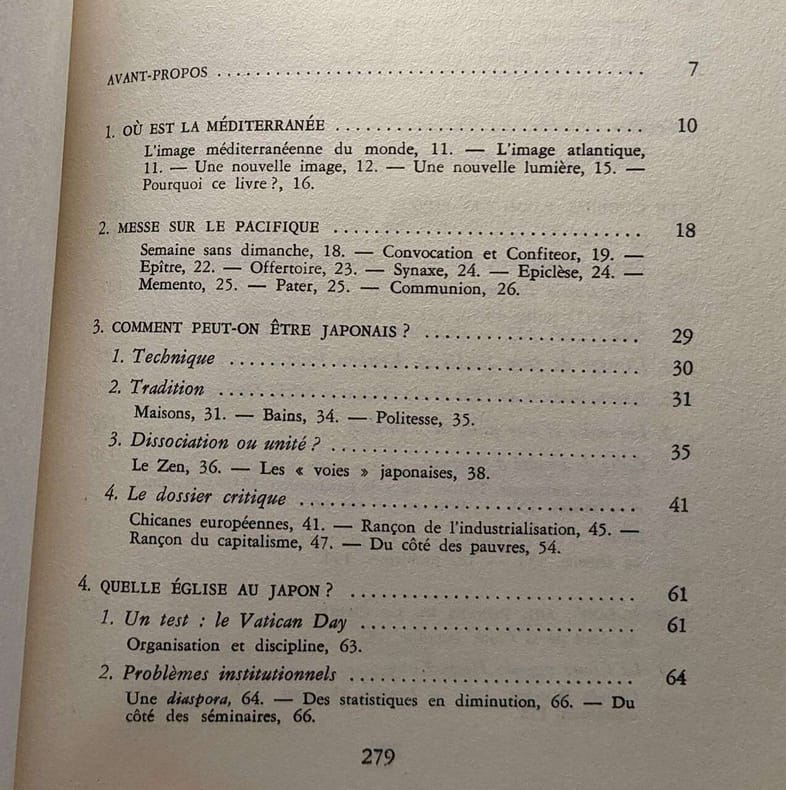 AVANT-PROPOS ........................................ 7
1. OÙ EST LA MÉDITERRANÉE ............................ 10
L'image méditerranéenne du monde, 11. — L'image atlantique,
11. — Une nouvelle image, 12. — Une nouvelle lumière, 15. —
Pourquoi ce livre ?, 16.
2. MESSE SUR LE PACIFIQUE ............................ 18
Semaine sans dimanche, 18. — Convocation et Confiteor, 19. —
Epître, 22. — Offertoire, 23. — Synaxe, 24. — Epiclèse, 24. —
Memento, 25. — Pater, 25. — Communion, 26.
3. COMMENT PEUT-ON ÊTRE JAPONAIS ? .................... 29
1. Technique ..................................... 30
2. Tradition ...................................... 31
Maisons, 31. — Bains, 34. — Politesse, 35.
3. Dissociation ou unité ? ............................ 35
Le Zen, 36. — Les « voies » japonaises, 38.
4. Le dossier critique ............................... 41
Chicanes européennes, 41. — Rançon de l'industrialisation, 45. —
Rançon du capitalisme, 47. — Du côté des pauvres, 54.
4. QUELLE ÉGLISE AU JAPON ? .......................... 61
1. Un test : le Vatican Day ......................... 61
Organisation et discipline, 63.
2. Problèmes institutionnels .......................... 64
Une diaspora, 64. — Des statistiques en diminution, 66. — Du
côté des séminaires, 66.
279